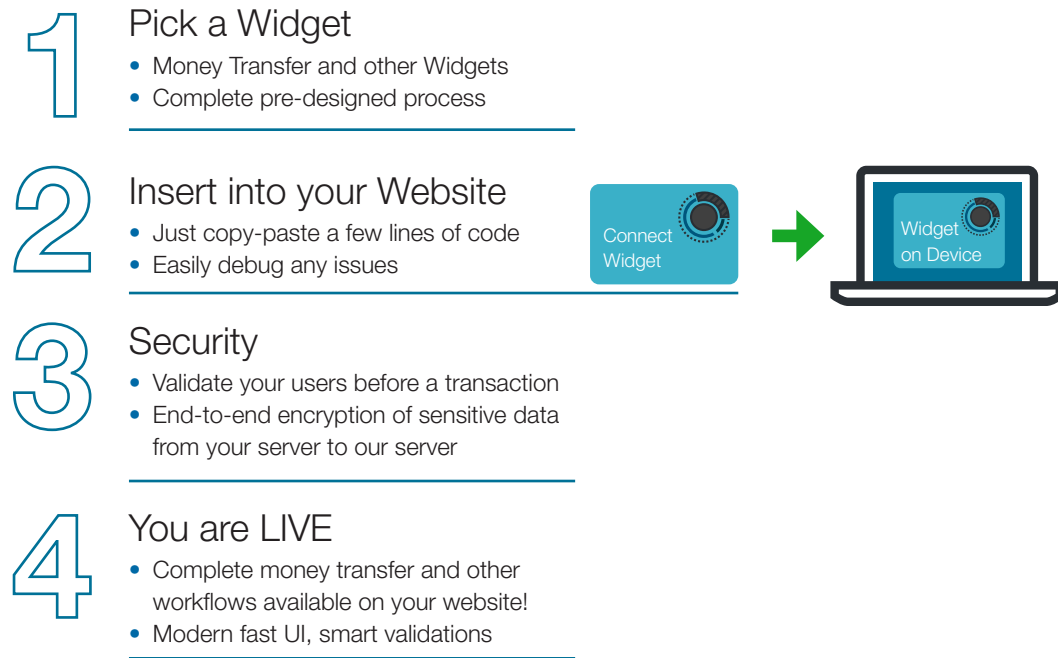 1
Pick a Widget
• Money Transfer and other Widgets
• Complete pre-designed process
2
Insert into your Website
• Just copy-paste a few lines of code
• Easily debug any issues
Connect
Widget
Widget
on Device
3
Security
• Validate your users before a transaction
• End-to-end encryption of sensitive data
from your server to our server
4
You are LIVE
• Complete money transfer and other
workflows available on your website!
• Modern fast UI, smart validations